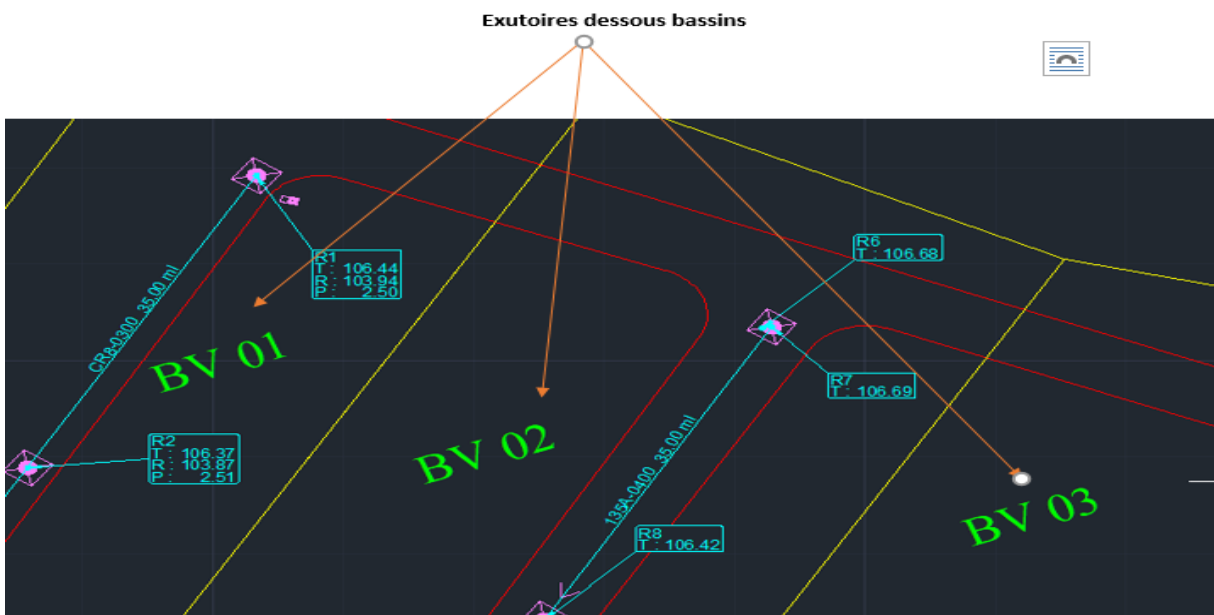 Exutoires dessous bassins
R1
T : 106.44
R : 103.94
P : 2.50
R6
T : 106.68
CR8-0300 35.00 ml
BV 01
R7
T : 106.69
R2
T : 106.37
R : 103.87
P : 2.51
BV 02
135A-0400 35.00 ml
BV 03
R8
T : 106.42